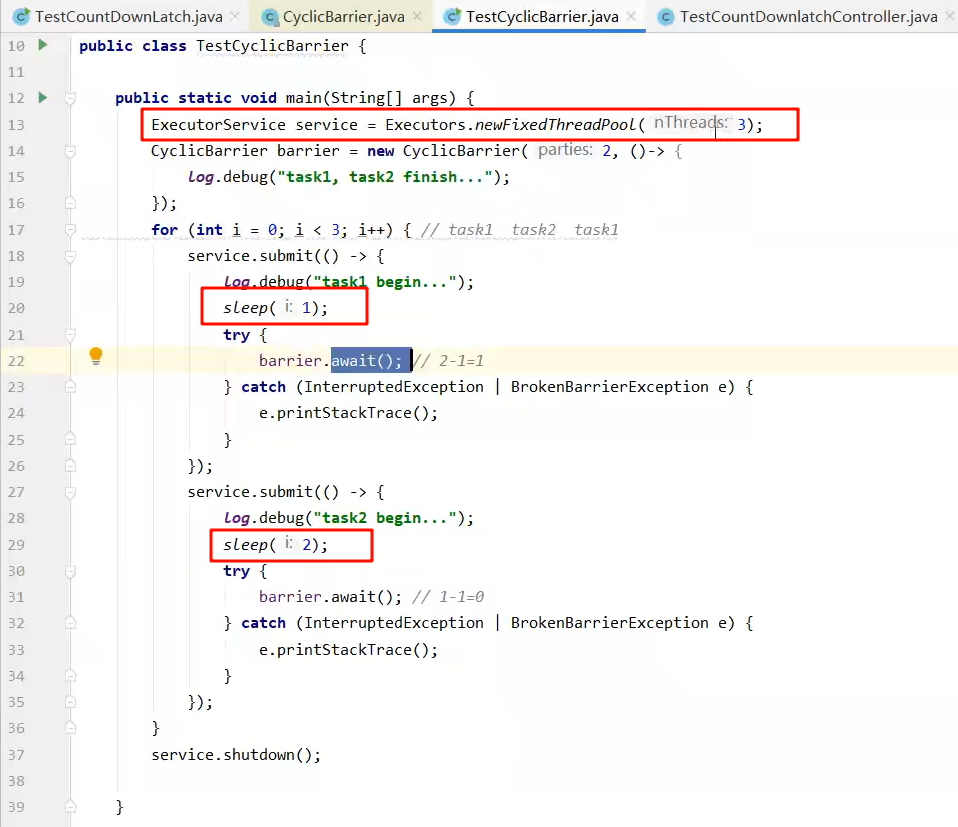 TestCountDownLatch.java × CyclicBarrier.java × TestCyclicBarrier.java × TestCountDownlatchController.java ×
10 public class TestCyclicBarrier {
11
12 public static void main(String[] args) {
13 ExecutorService service = Executors.newFixedThreadPool( nThreads: 3);
14 CyclicBarrier barrier = new CyclicBarrier( parties: 2, ()-> {
15 log.debug("task1, task2 finish...");
16 });
17 for (int i = 0; i < 3; i++) { // task1 task2 task1
18 service.submit(() -> {
19 log.debug("task1 begin...");
20 sleep( i: 1);
21 try {
22 barrier.await(); // 2-1=1
23 } catch (InterruptedException | BrokenBarrierException e) {
24 e.printStackTrace();
25 }
26 });
27 service.submit(() -> {
28 log.debug("task2 begin...");
29 sleep( i: 2);
30 try {
31 barrier.await(); // 1-1=0
32 } catch (InterruptedException | BrokenBarrierException e) {
33 e.printStackTrace();
34 }
35 });
36 }
37 service.shutdown();
38
39 }